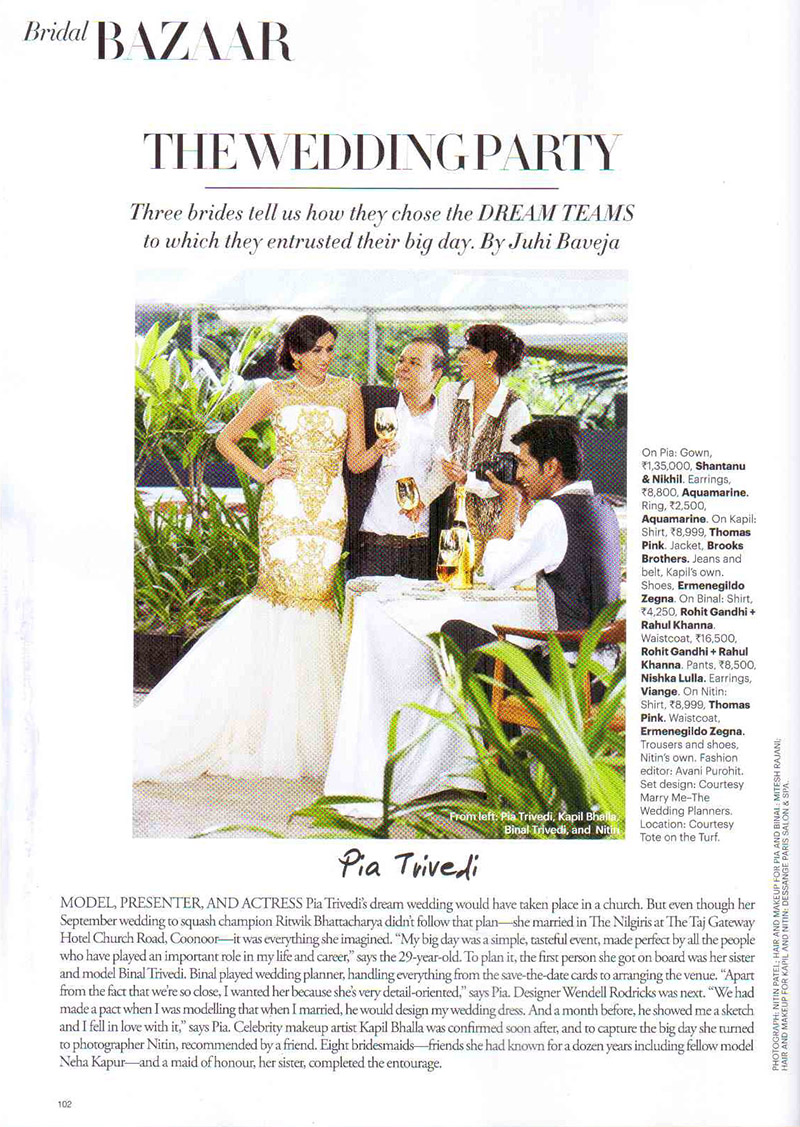 Bridal BAZAAR
THE WEDDING PARTY
Three brides tell us how they chose the DREAM TEAMS
to which they entrusted their big day. By Juhi Baveja
On Pia: Gown,
₹1,35,000, Shantanu
& Nikhil. Earrings,
₹8,800, Aquamarine.
Ring, ₹2,500,
Aquamarine. On Kapil:
Shirt, ₹8,999, Thomas
Pink. Jacket, Brooks
Brothers. Jeans and
belt, Kapil's own.
Shoes, Ermenegildo
Zegna. On Binal: Shirt,
₹4,250, Rohit Gandhi +
Rahul Khanna.
Waistcoat, ₹16,500,
Rohit Gandhi + Rahul
Khanna. Pants, ₹8,500,
Nishka Lulla. Earrings,
Viange. On Nitin:
Shirt, ₹8,999, Thomas
Pink. Waistcoat,
Ermenegildo Zegna.
Trousers and shoes,
Nitin's own. Fashion
editor: Avani Purohit.
Set design: Courtesy
Marry Me–The
Wedding Planners.
Location: Courtesy
Tote on the Turf.
From left: Pia Trivedi, Kapil Bhalla,
Binal Trivedi, and Nitin
Pia Trivedi
MODEL, PRESENTER, AND ACTRESS Pia Trivedi's dream wedding would have taken place in a church. But even though her
September wedding to squash champion Ritwik Bhattacharya didn't follow that plan—she married in The Nilgiris at The Taj Gateway
Hotel Church Road, Coonoor—it was everything she imagined. “My big day was a simple, tasteful event, made perfect by all the people
who have played an important role in my life and career,” says the 29-year-old. To plan it, the first person she got on board was her sister
and model Binal Trivedi. Binal played wedding planner, handling everything from the save-the-date cards to arranging the venue. “Apart
from the fact that we're so close, I wanted her because she's very detail-oriented,” says Pia. Designer Wendell Rodricks was next. “We had
made a pact when I was modelling that when I married, he would design my wedding dress. And a month before, he showed me a sketch
and I fell in love with it,” says Pia. Celebrity makeup artist Kapil Bhalla was confirmed soon after, and to capture the big day she turned
to photographer Nitin, recommended by a friend. Eight bridesmaids—friends she had known for a dozen years including fellow model
Neha Kapur—and a maid of honour, her sister, completed the entourage.
PHOTOGRAPH: NITIN PATEL; HAIR AND MAKEUP FOR PIA AND BINAL: MITESH RAJANI;
HAIR AND MAKEUP FOR KAPIL AND NITIN: DESSANGE PARIS SALON & SPA.
102